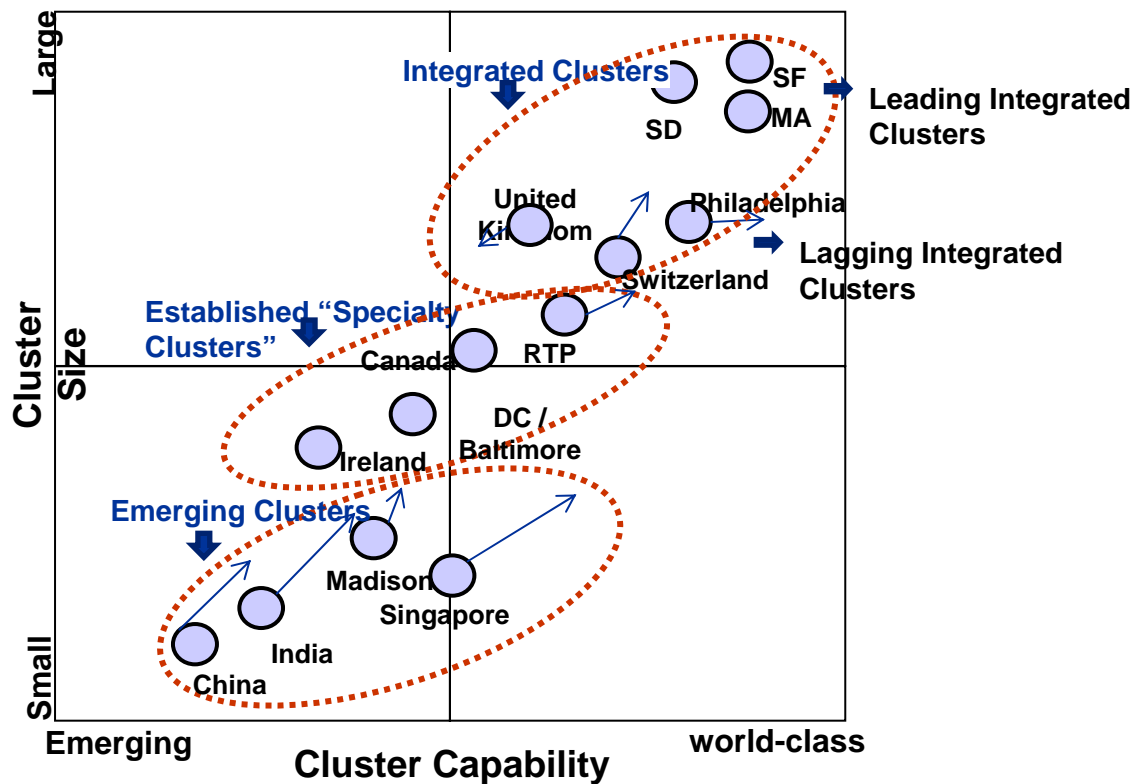 Large
Integrated Clusters
SF
MA
SD
Leading Integrated
Clusters
United
Kingdom
Philadelphia
Switzerland
Lagging Integrated
Clusters
Established “Specialty
Clusters”
Canada
RTP
Cluster
Size
DC /
Baltimore
Ireland
Emerging Clusters
Madison
Singapore
India
China
Small
Emerging
world-class
Cluster Capability